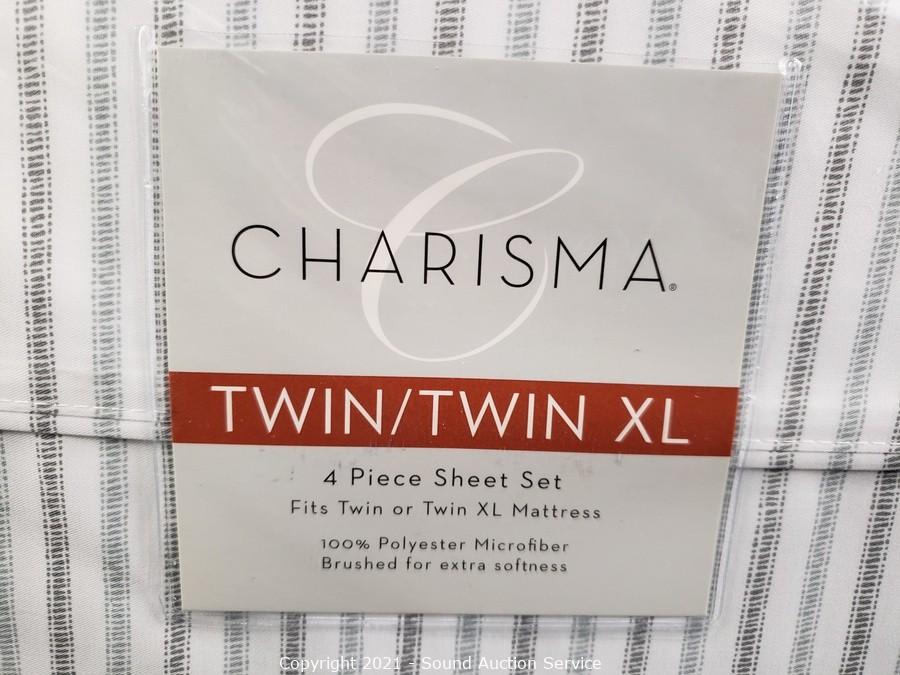 CHARISMA®
TWIN/TWIN XL
4 Piece Sheet Set
Fits Twin or Twin XL Mattress
100% Polyester Microfiber
Brushed for extra softness
Copyright 2021 - Sound Auction Service